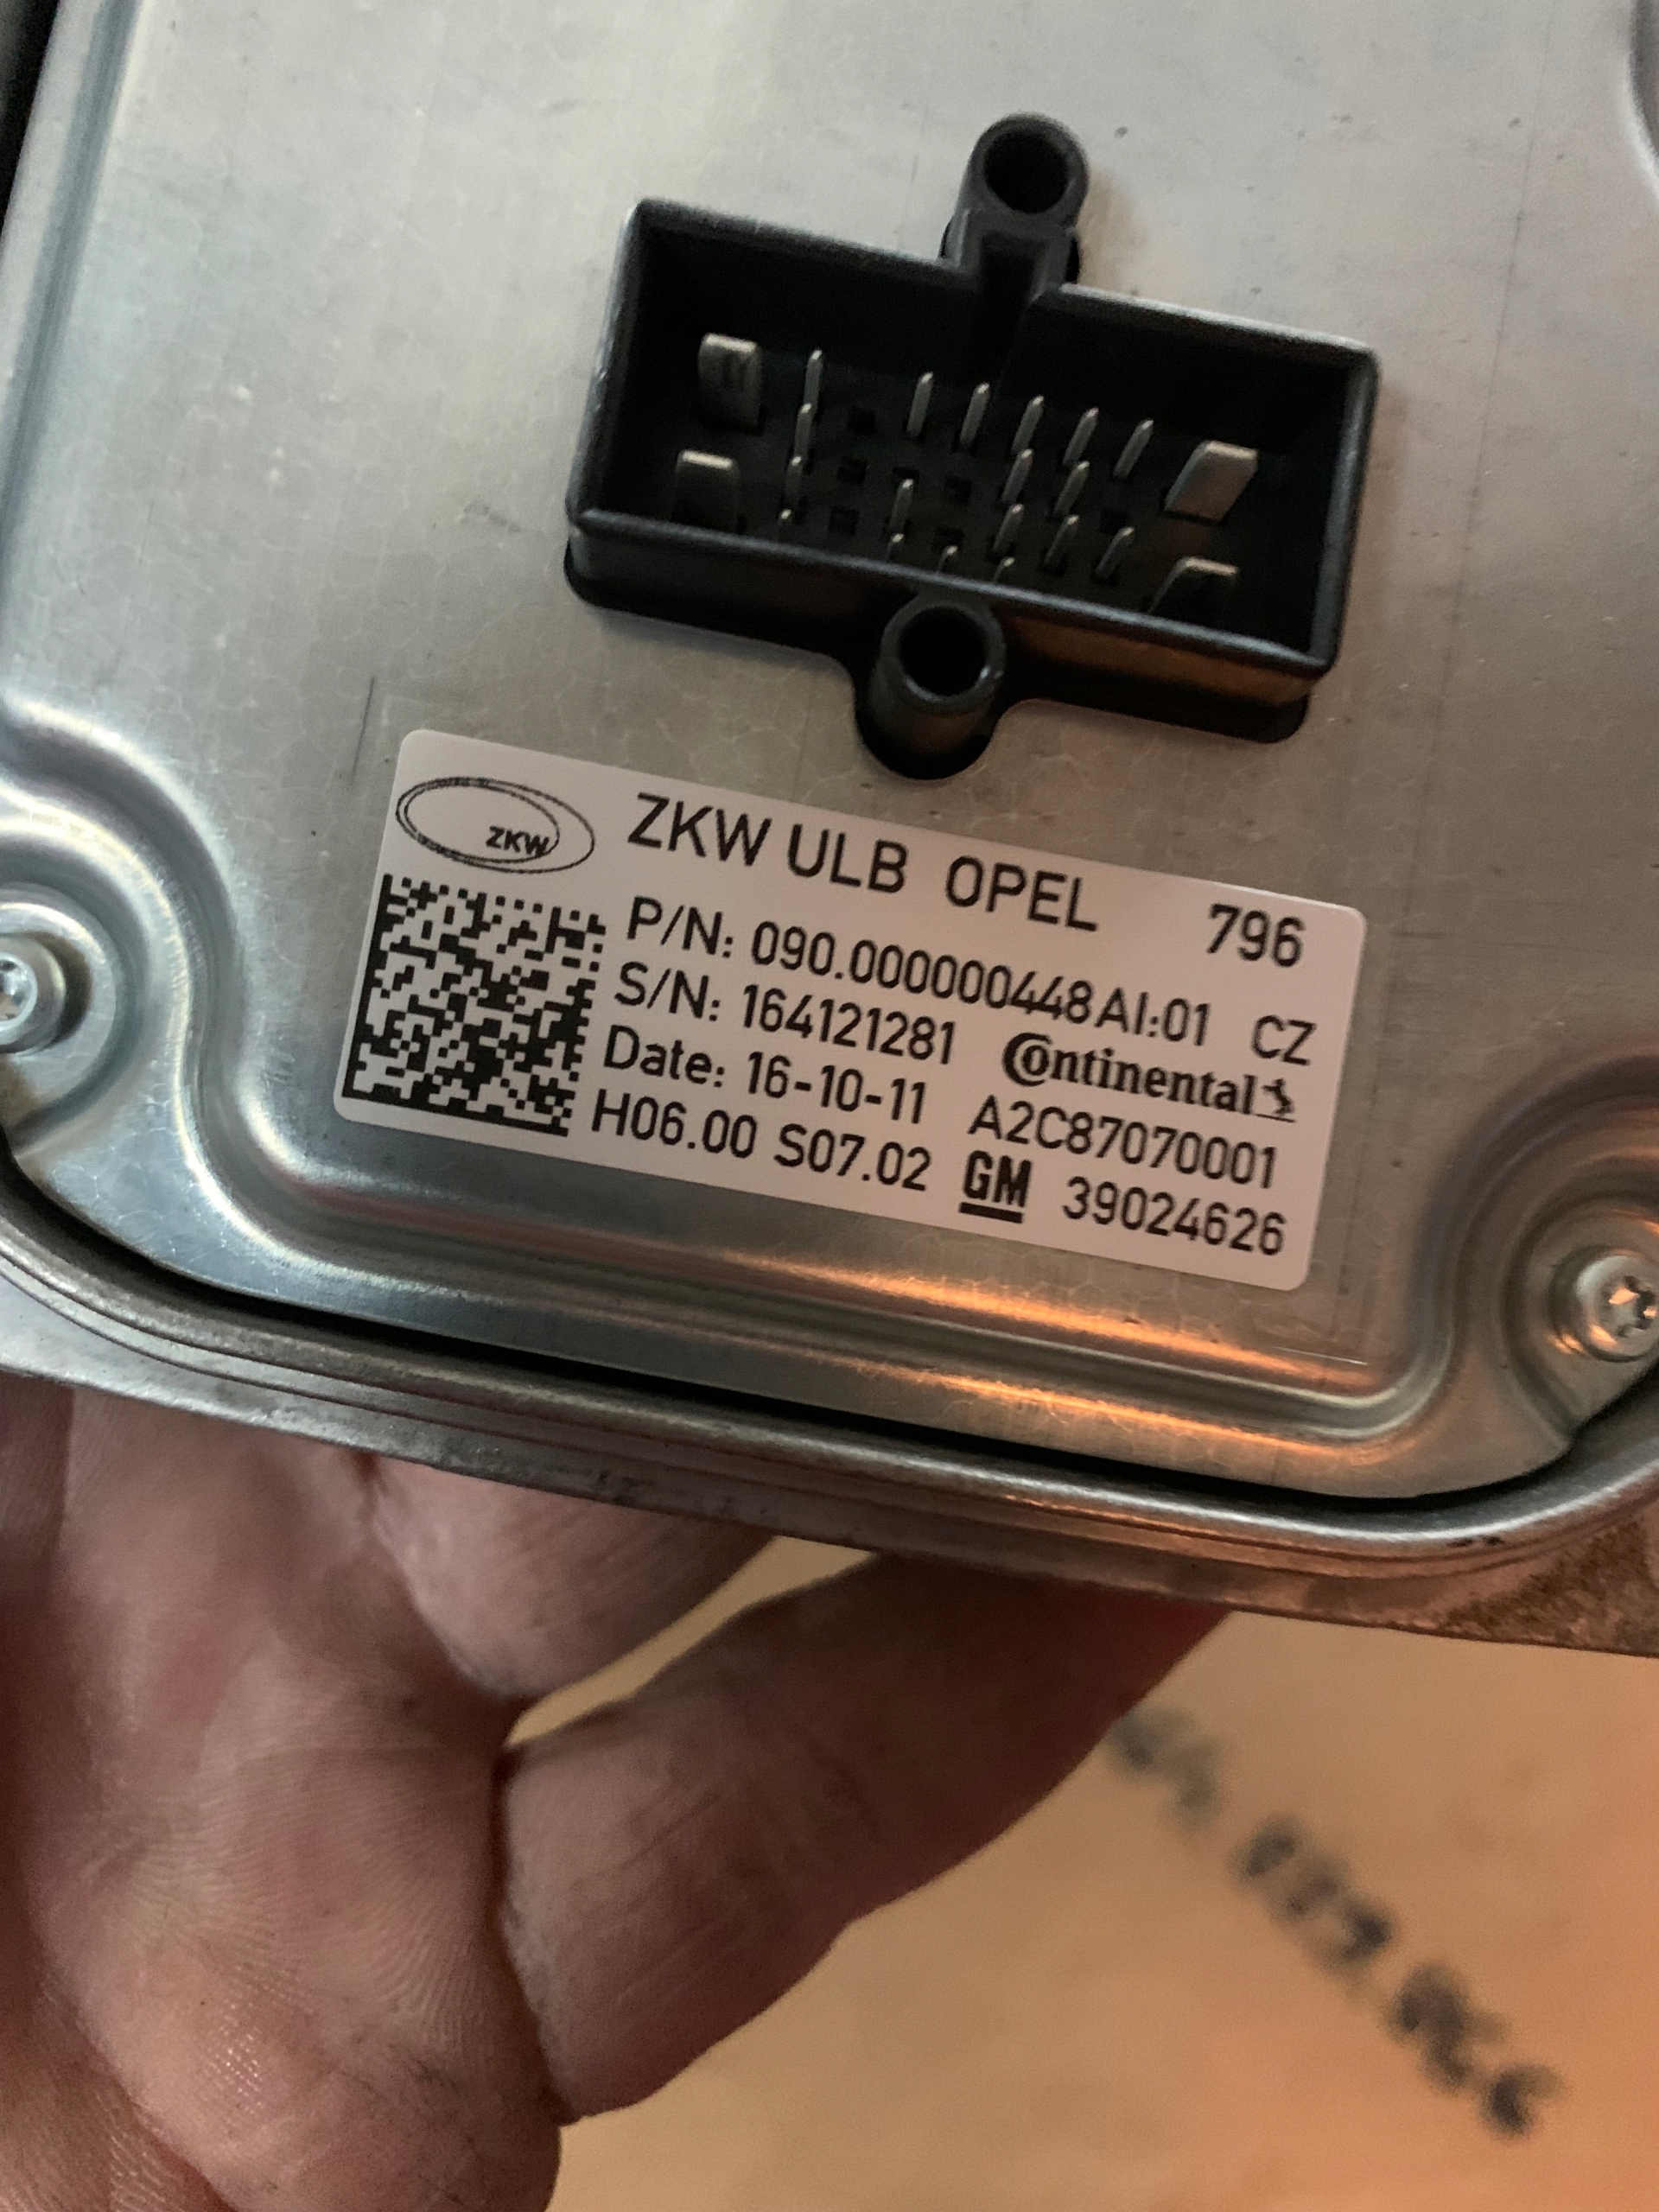 ZKW
ZKW ULB OPEL 796
P/N: 090.000000448 AI:01 CZ
S/N: 164121281 Continental
Date: 16-10-11 A2C87070001
H06.00 S07.02 GM 39024626